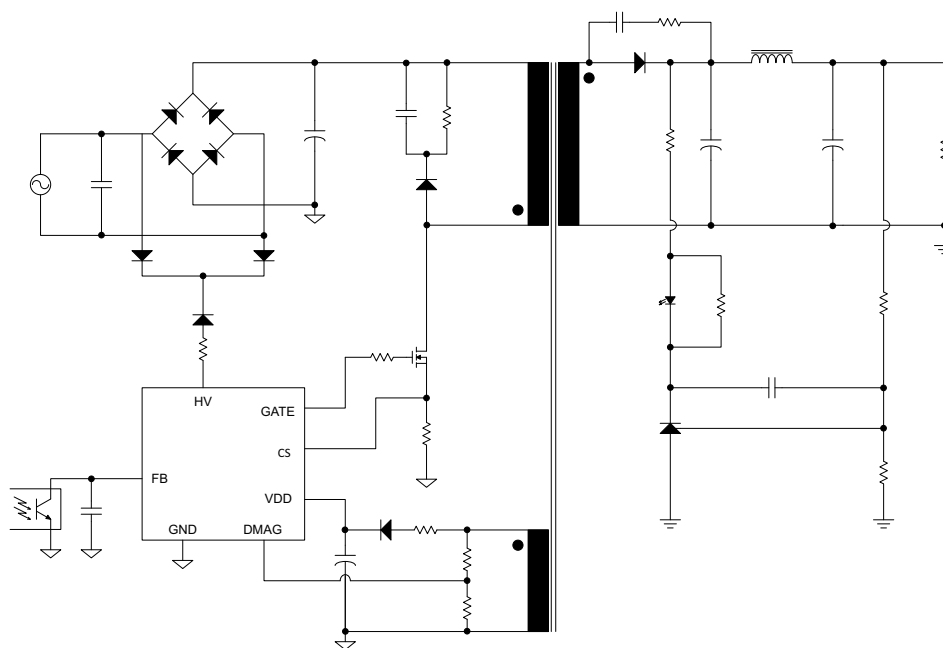 HV
GATE
CS
FB
VDD
GND DMAG